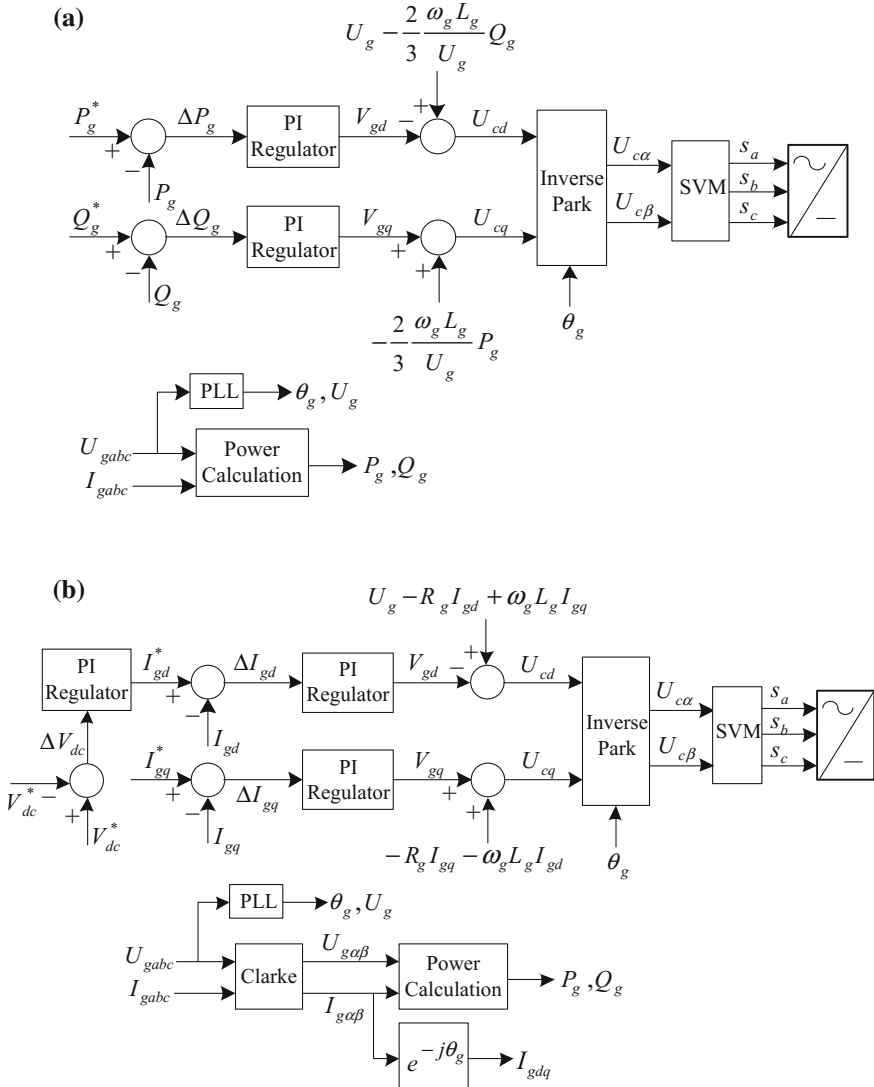 (a)
U_g − \frac{2}{3} \frac{ω_g L_g}{U_g} Q_g
P_g^* ΔP_g PI Regulator V_gd − + U_cd
+ − P_g
Q_g^* ΔQ_g PI Regulator V_gq + + U_cq
+ − Q_g
Inverse Park
U_cα
U_cβ
SVM
s_a
s_b
s_c
∼
−
θ_g
−\frac{2}{3} \frac{ω_g L_g}{U_g} P_g
PLL θ_g , U_g
U_gabc
I_gabc
Power Calculation
P_g , Q_g
(b)
U_g − R_g I_gd + ω_g L_g I_gq
PI Regulator I_gd^* ΔI_gd PI Regulator V_gd − + U_cd
+ − I_gd
ΔV_dc
V_dc^* −
+ V_dc^*
I_gq^* ΔI_gq PI Regulator V_gq + + U_cq
+ − I_gq
Inverse Park
U_cα
U_cβ
SVM
s_a
s_b
s_c
∼
−
θ_g
− R_g I_gq − ω_g L_g I_gd
PLL θ_g , U_g
U_gabc
I_gabc
Clarke
U_gαβ
I_gαβ
Power Calculation
P_g , Q_g
e^{−jθ_g} I_gdq